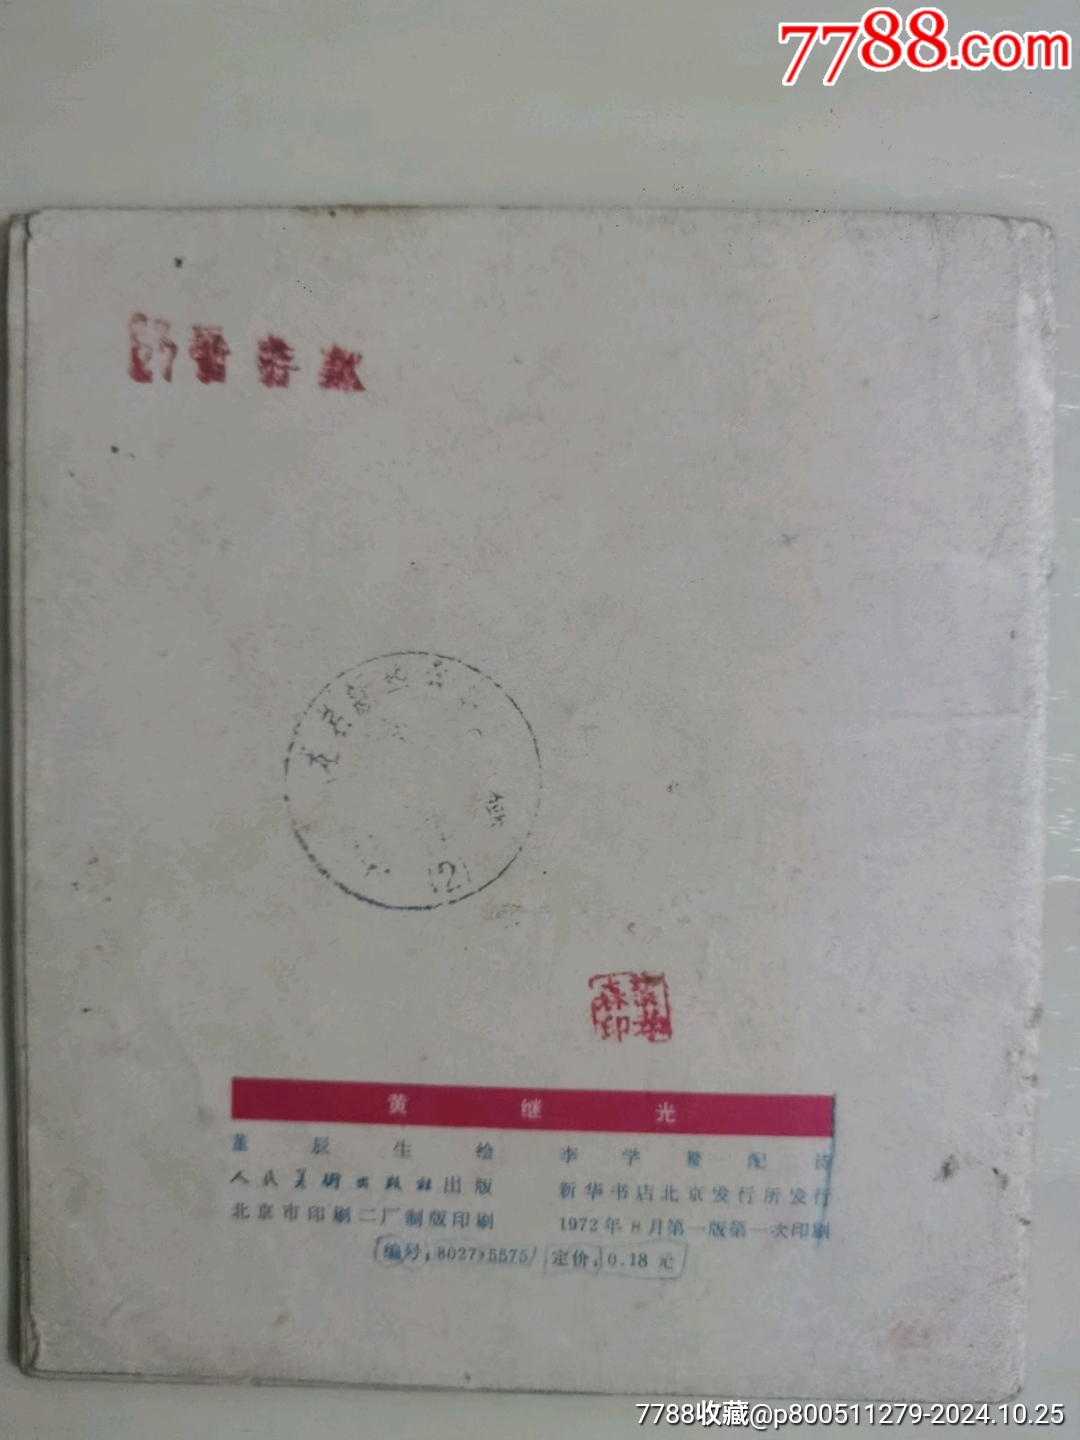 7788.com
黄继光
董辰生绘 李学鳌配诗
人民美術出版社出版 新华书店北京发行所发行
北京市印刷二厂制版印刷 1972年8月第一版第一次印刷
编号：8027·5575 定价：0.18元
7788收藏@p800511279-2024.10.25